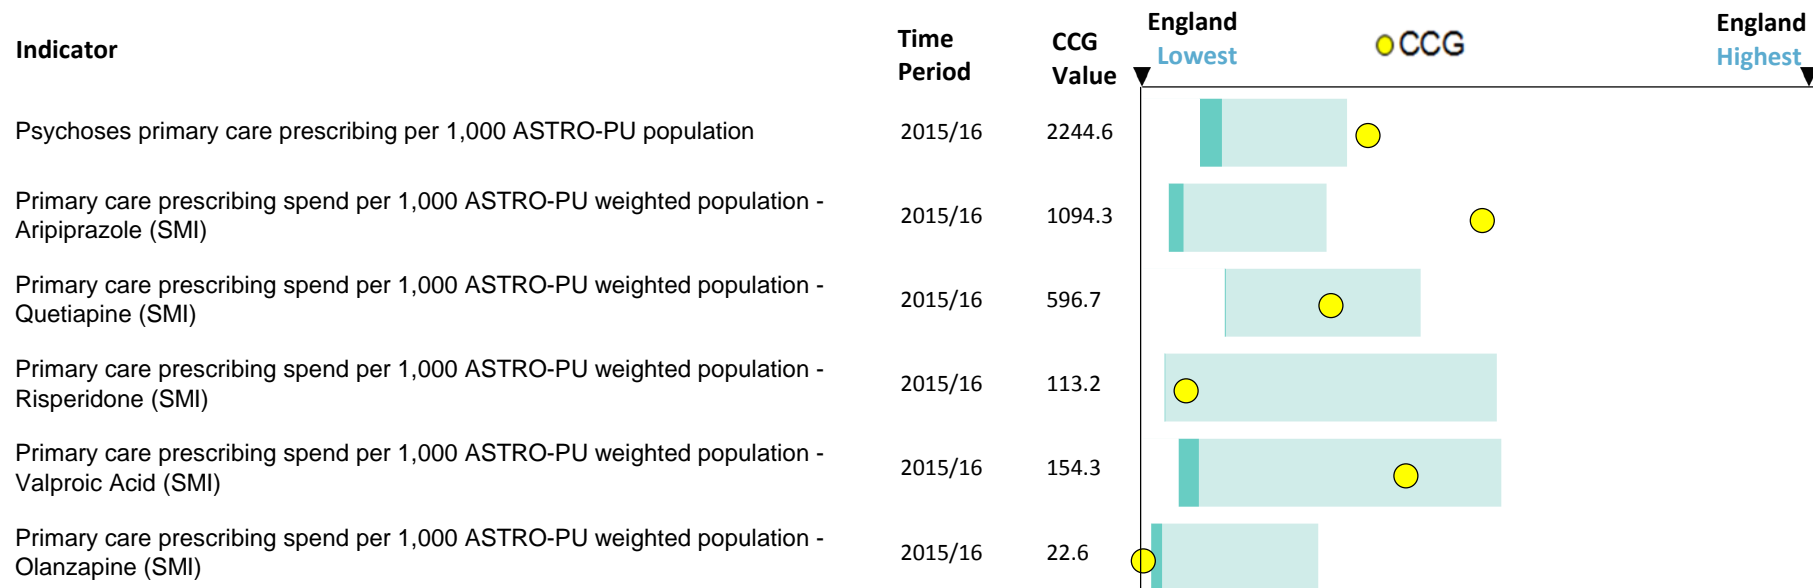 Indicator
Time
Period
CCG
Value
England
Lowest
CCG
England
Highest
Psychoses primary care prescribing per 1,000 ASTRO-PU population
2015/16
2244.6
Primary care prescribing spend per 1,000 ASTRO-PU weighted population -
Aripiprazole (SMI)
2015/16
1094.3
Primary care prescribing spend per 1,000 ASTRO-PU weighted population -
Quetiapine (SMI)
2015/16
596.7
Primary care prescribing spend per 1,000 ASTRO-PU weighted population -
Risperidone (SMI)
2015/16
113.2
Primary care prescribing spend per 1,000 ASTRO-PU weighted population -
Valproic Acid (SMI)
2015/16
154.3
Primary care prescribing spend per 1,000 ASTRO-PU weighted population -
Olanzapine (SMI)
2015/16
22.6